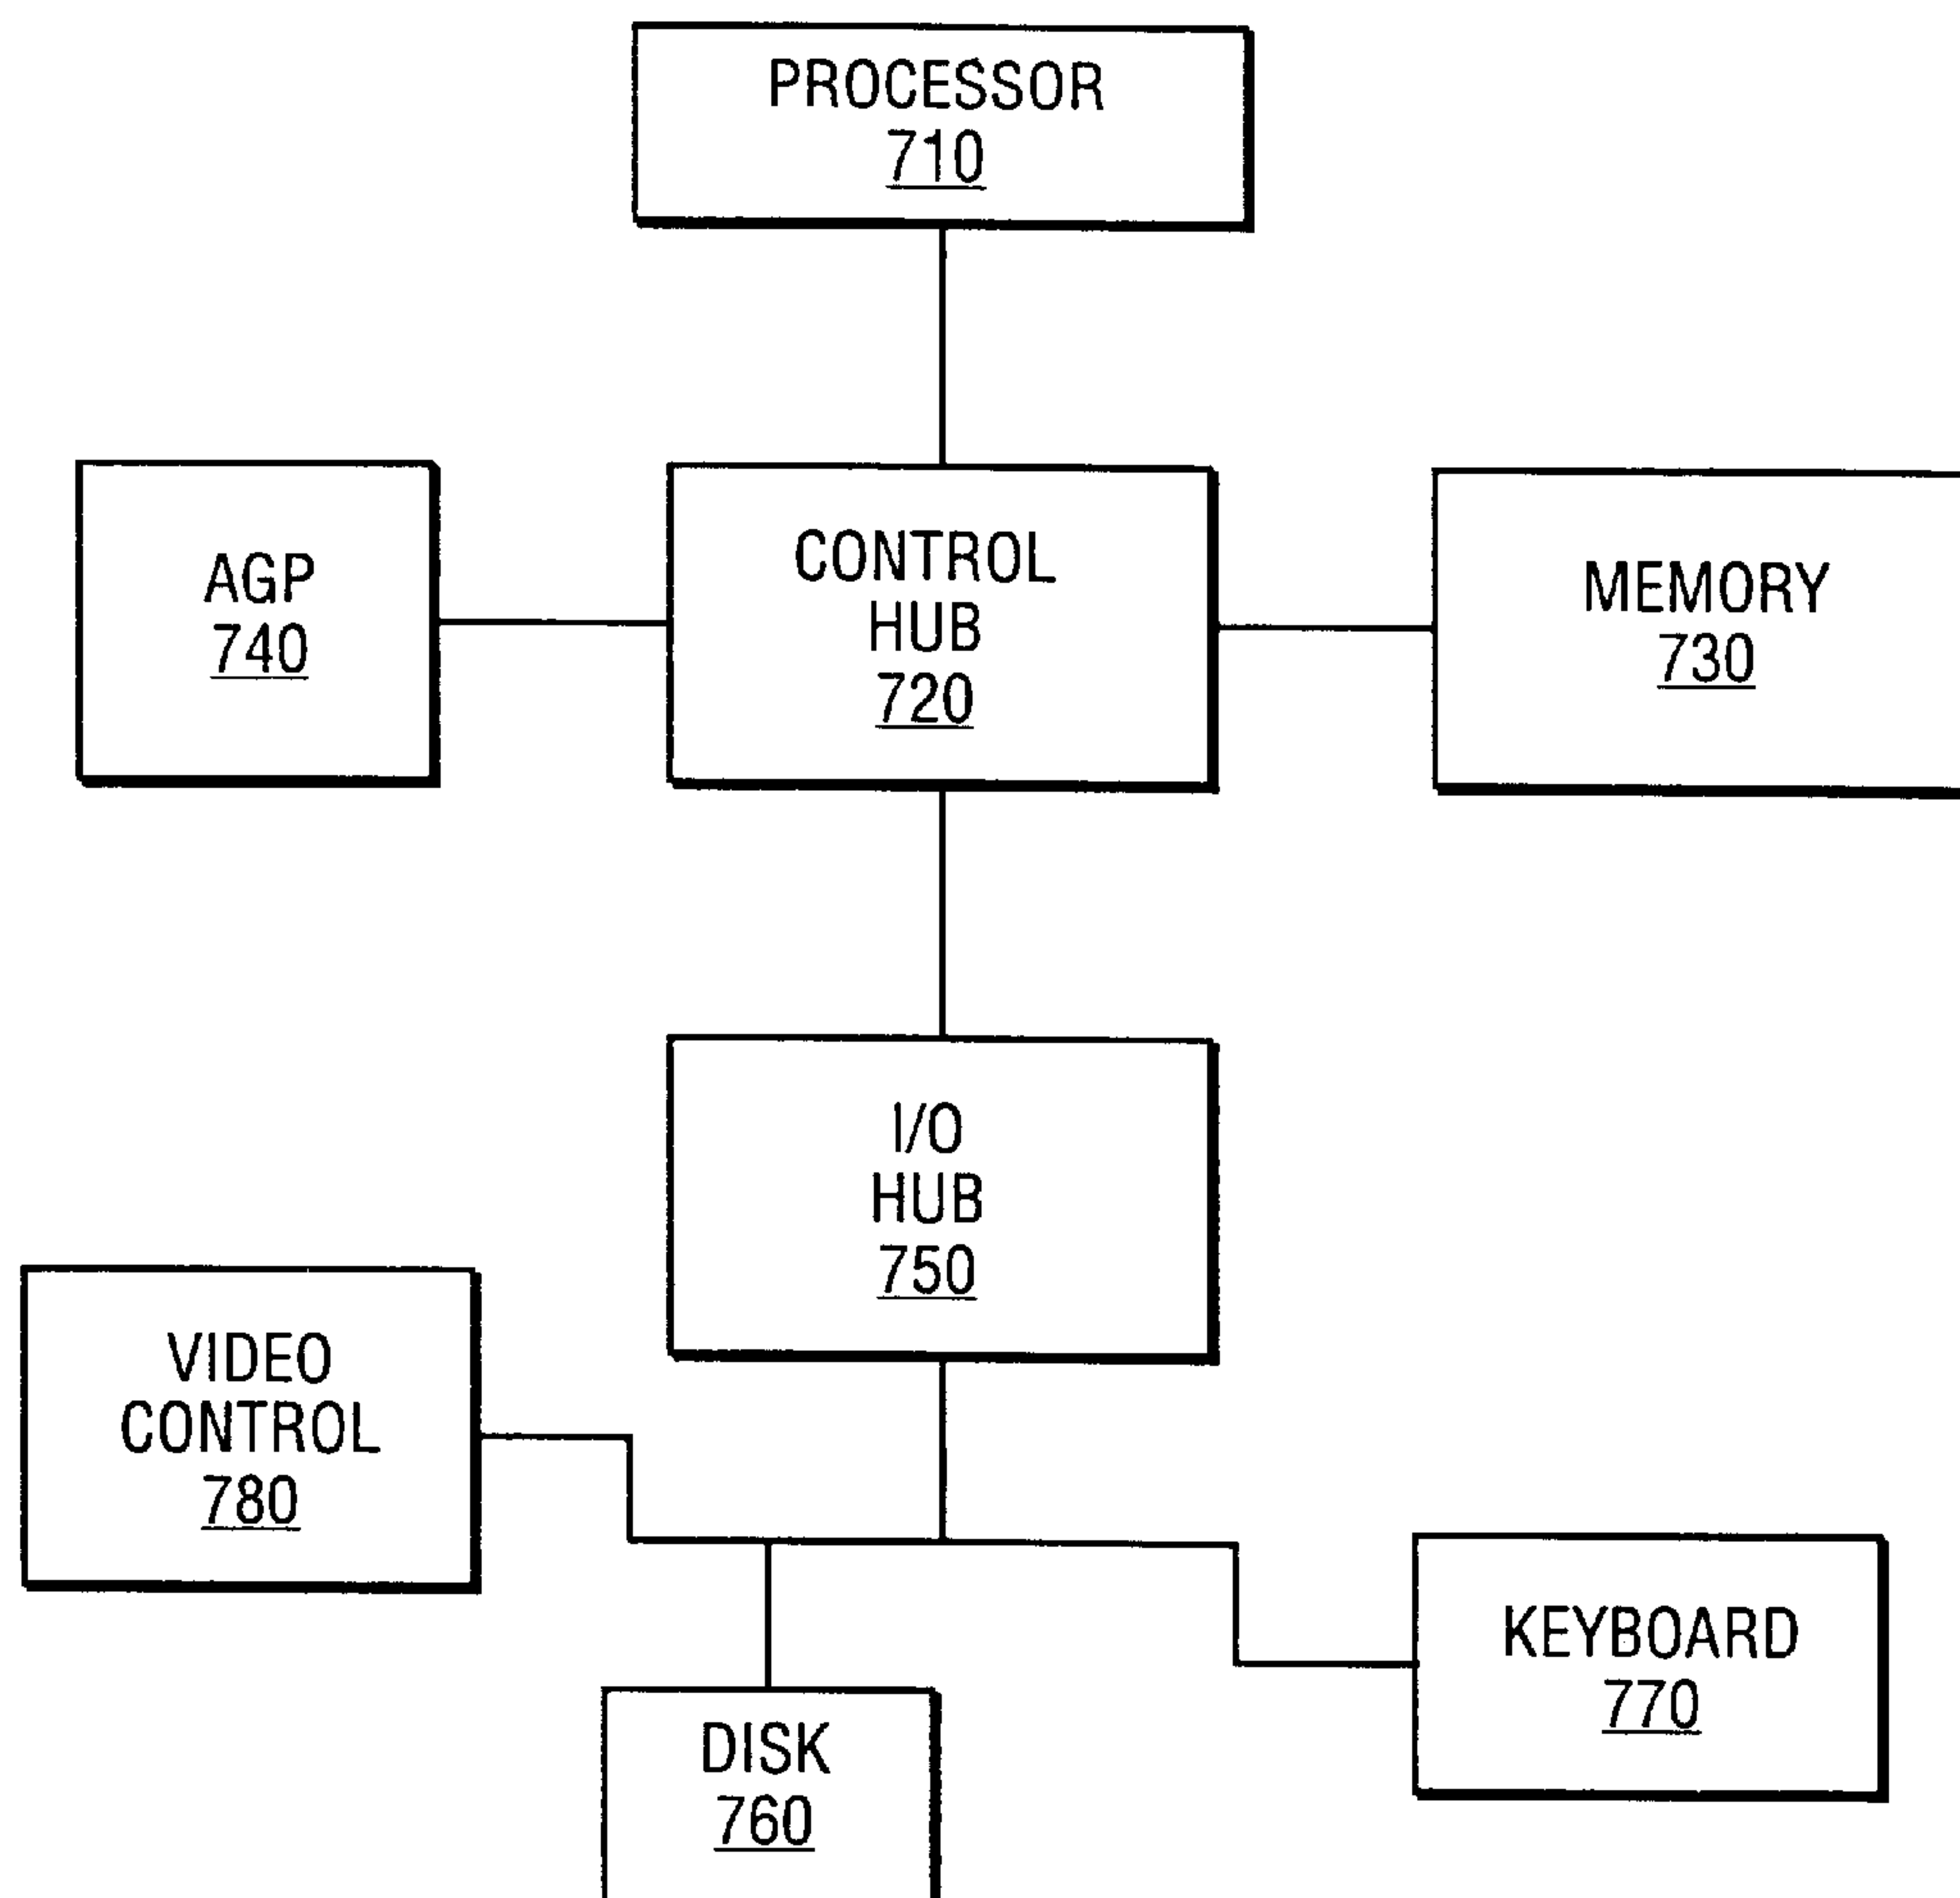 PROCESSOR
710
AGP
740
CONTROL
HUB
720
MEMORY
730
I/O
HUB
750
VIDEO
CONTROL
780
KEYBOARD
770
DISK
760